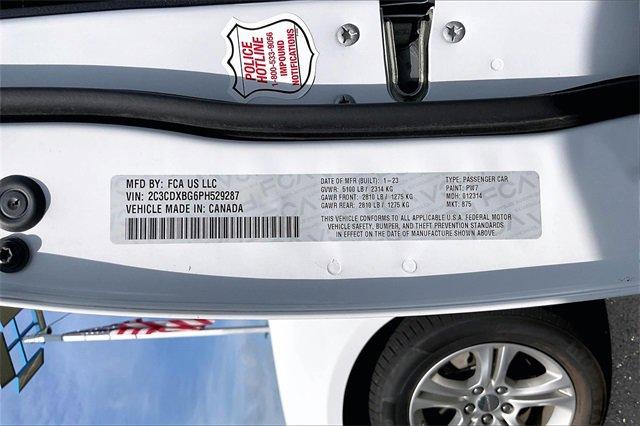 POLICE
HOTLINE
1-800-533-9056
IMPOUND
NOTIFICATIONS
MFD BY: FCA US LLC
VIN: 2C3CDXBG6PH529287
VEHICLE MADE IN: CANADA
DATE OF MFR (BUILT): 1-23
GVWR: 5100 LB / 2314 KG
GAWR FRONT: 2810 LB / 1275 KG
GAWR REAR: 2810 LB / 1275 KG
TYPE: PASSENGER CAR
PAINT: PW7
MDH: 012314
MKT: 875
THIS VEHICLE CONFORMS TO ALL APPLICABLE U.S.A. FEDERAL MOTOR
VEHICLE SAFETY, BUMPER, AND THEFT PREVENTION STANDARDS
IN EFFECT ON THE DATE OF MANUFACTURE SHOWN ABOVE.